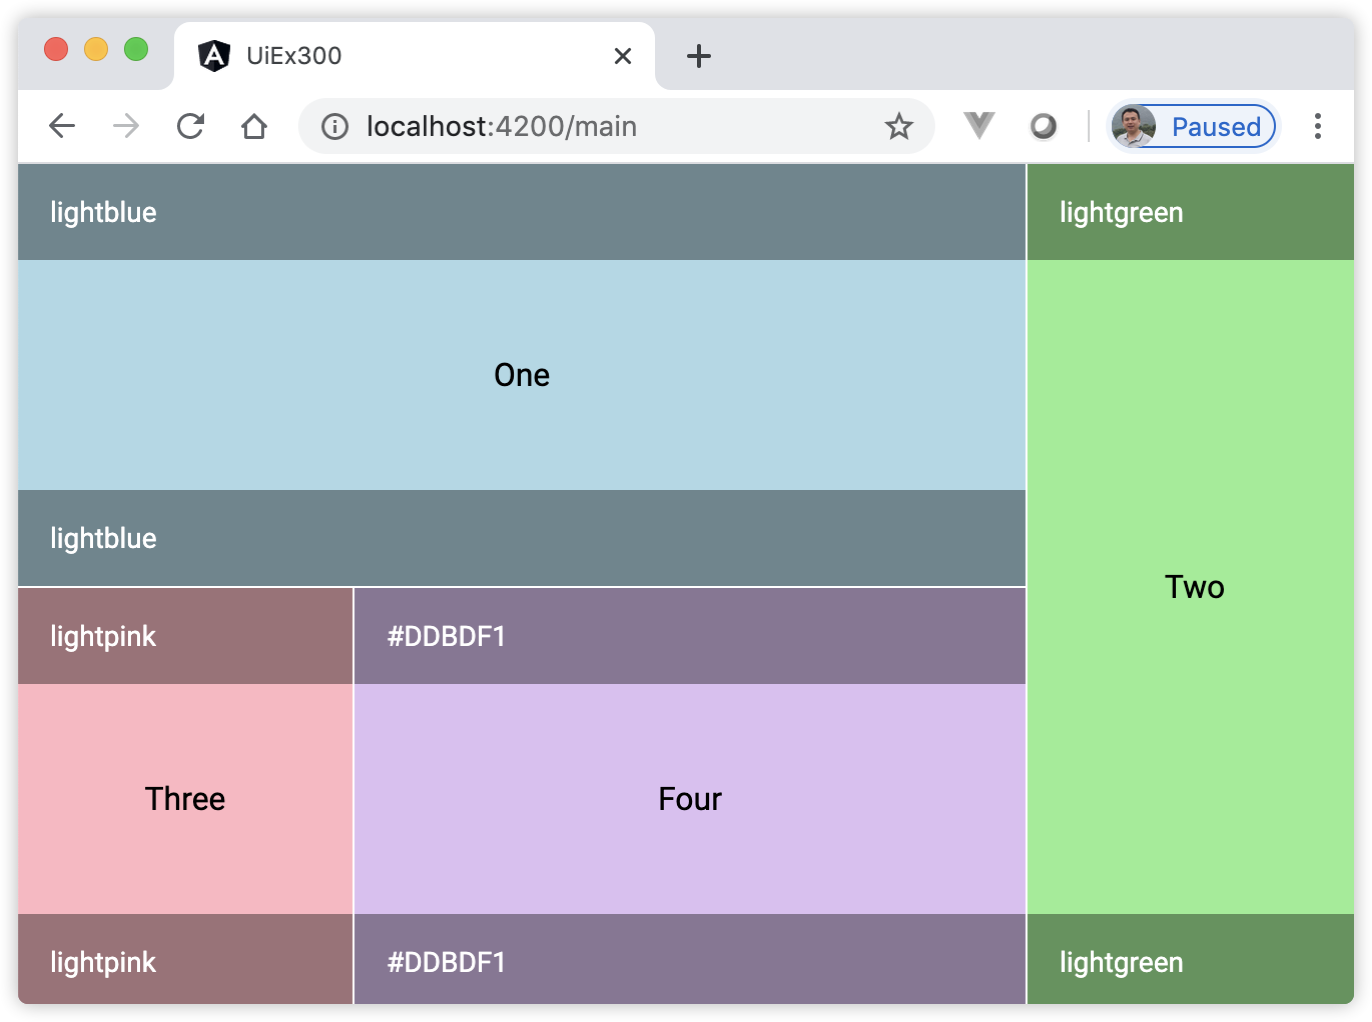 UiEx300
localhost:4200/main
Paused
lightblue
lightgreen
One
lightblue
Two
lightpink
#DDBDF1
Three
Four
lightpink
#DDBDF1
lightgreen